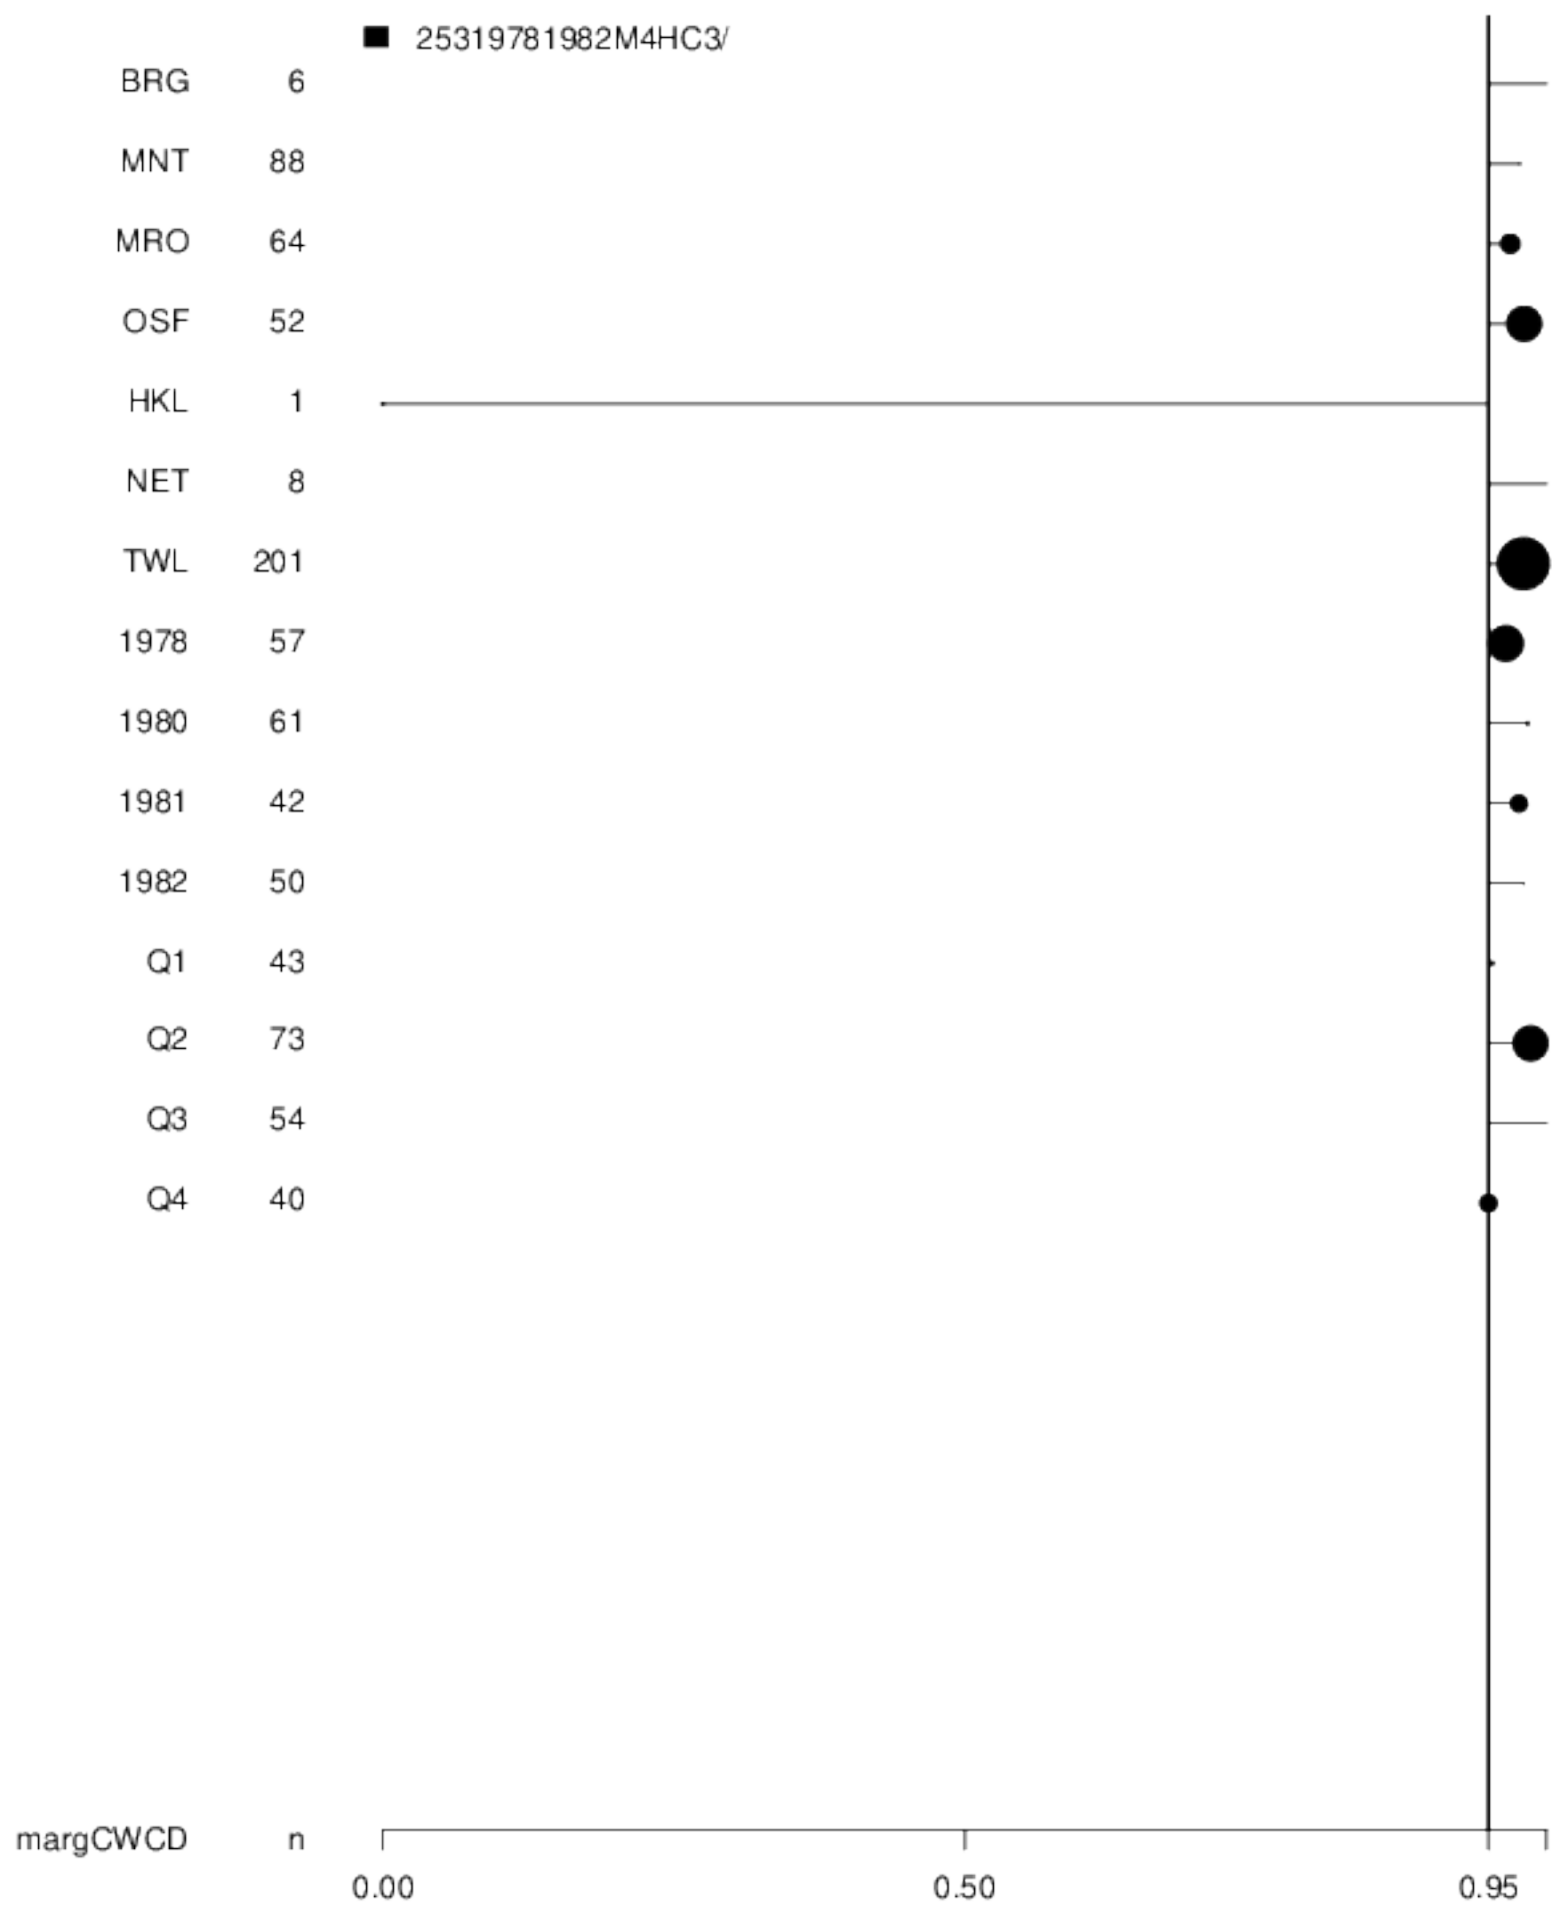 25319781982M4HC3/
BRG 6
MNT 88
MRO 64
OSF 52
HKL 1
NET 8
TWL 201
1978 57
1980 61
1981 42
1982 50
Q1 43
Q2 73
Q3 54
Q4 40
margCWCD n
0.00 0.50 0.95